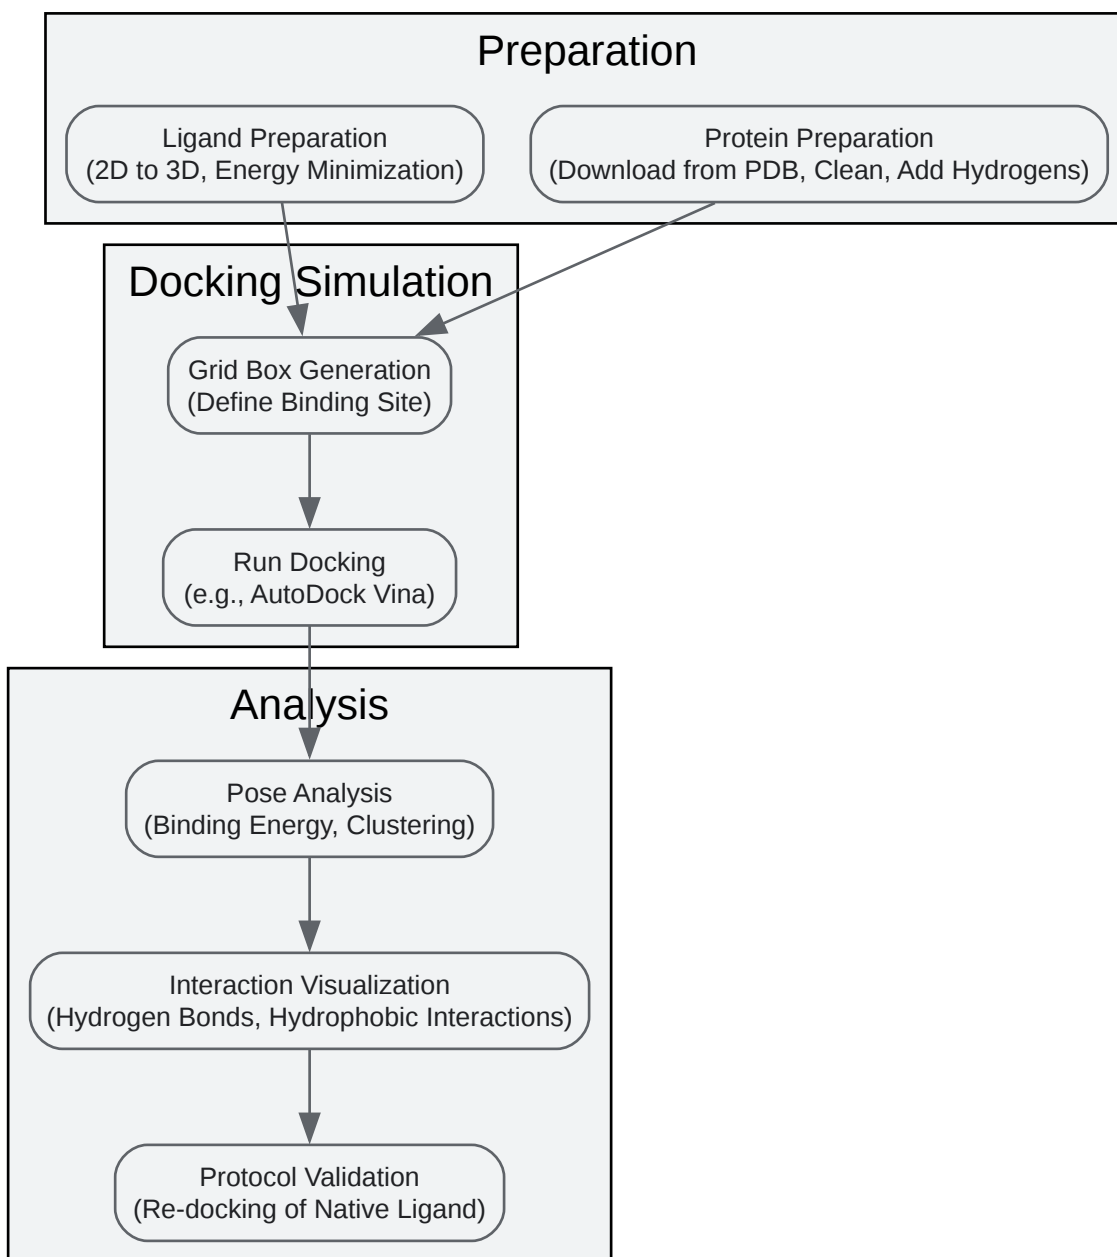 Preparation
Ligand Preparation
(2D to 3D, Energy Minimization)
Protein Preparation
(Download from PDB, Clean, Add Hydrogens)
Docking Simulation
Grid Box Generation
(Define Binding Site)
Run Docking
(e.g., AutoDock Vina)
Analysis
Pose Analysis
(Binding Energy, Clustering)
Interaction Visualization
(Hydrogen Bonds, Hydrophobic Interactions)
Protocol Validation
(Re-docking of Native Ligand)